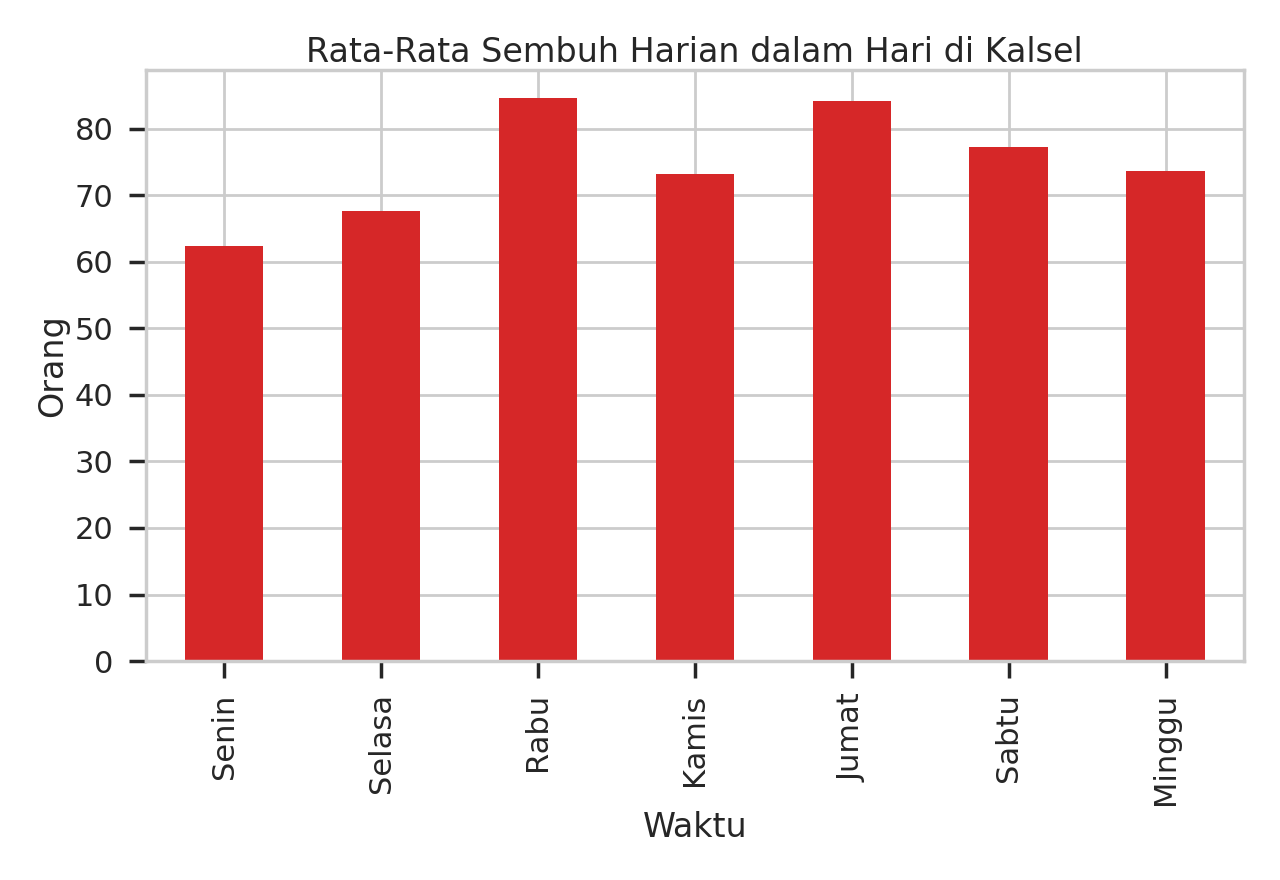 Rata-Rata Sembuh Harian dalam Hari di Kalsel
Orang
80
70
60
50
40
30
20
10
0
Senin
Selasa
Rabu
Kamis
Jumat
Sabtu
Minggu
Waktu